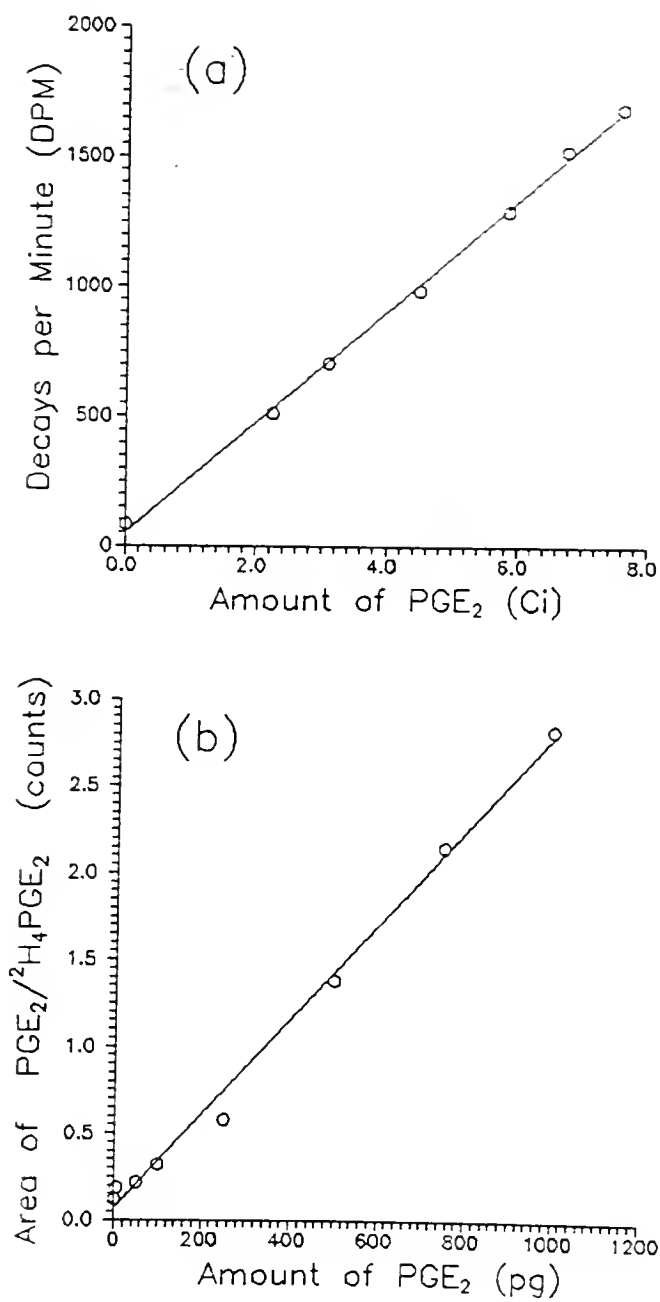 (a)
2000
1500
1000
500
0
Decays per Minute (DPM)
0.0 2.0 4.0 6.0 8.0
Amount of PGE₂ (Ci)
(b)
3.0
2.5
2.0
1.5
1.0
0.5
0.0
Area of PGE₂/²H₄PGE₂ (counts)
0 200 400 600 800 1000 1200
Amount of PGE₂ (pg)